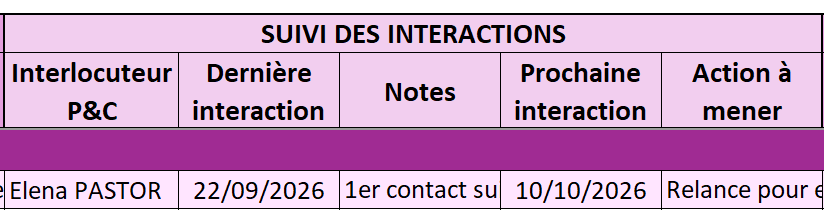 SUIVI DES INTERACTIONS
Interlocuteur P&C
Dernière interaction
Notes
Prochaine interaction
Action à mener
Elena PASTOR
22/09/2026
1er contact su
10/10/2026
Relance pour e